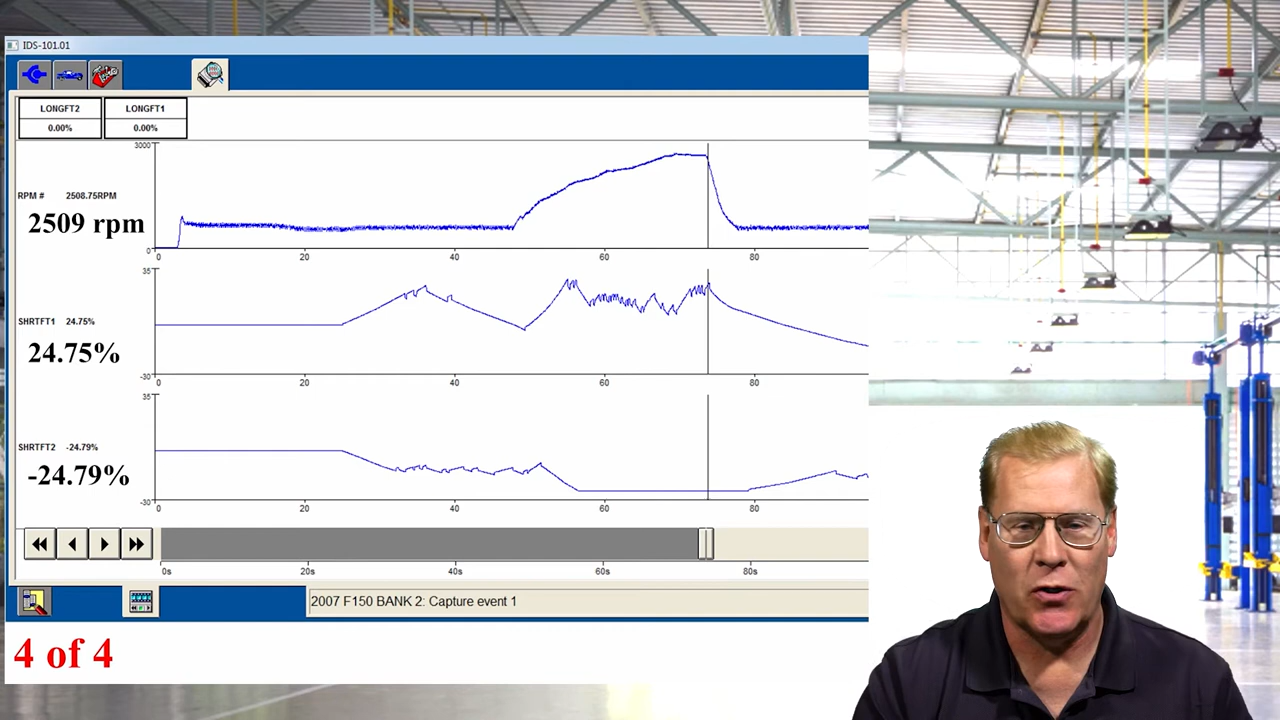 IDS-101.01
LONGFT2 LONGFT1
0.00% 0.00%
3000
RPM # 2508.75RPM
2509 rpm
0
0 20 40 60 80
35
SHRTFT1 24.75%
24.75%
-30
0 20 40 60 80
35
SHRTFT2 -24.79%
-24.79%
-30
0 20 40 60 80
0s 20s 40s 60s 80s
2007 F150 BANK 2: Capture event 1
4 of 4